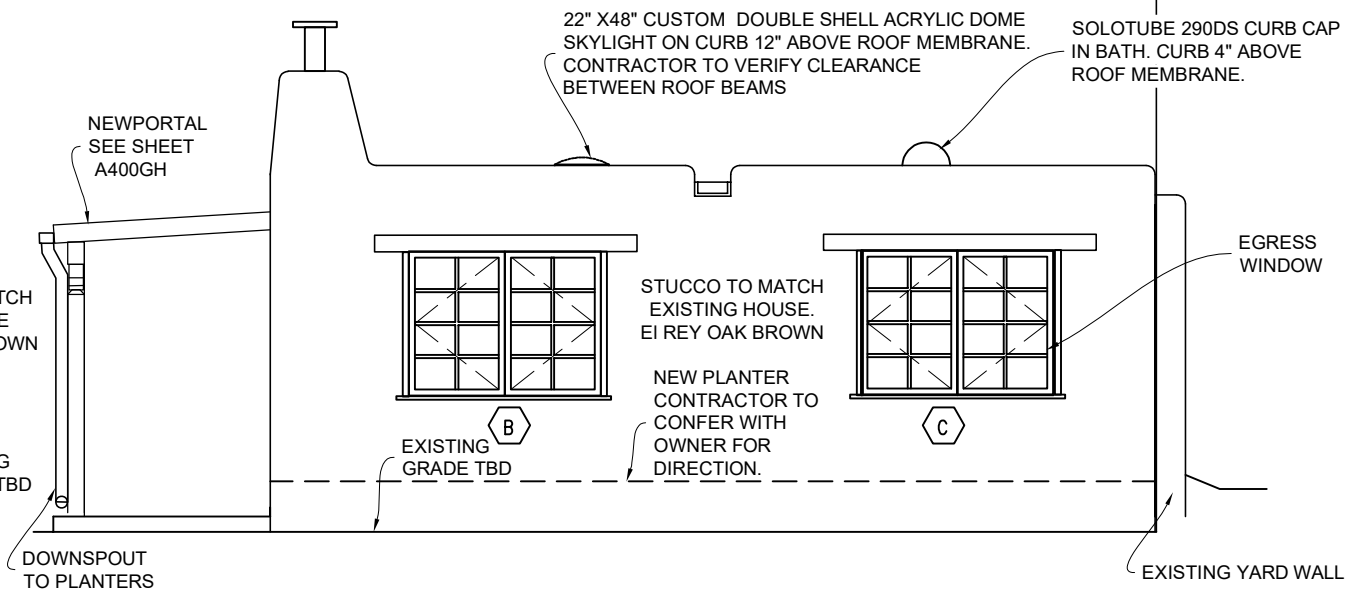 22" X48" CUSTOM DOUBLE SHELL ACRYLIC DOME
SKYLIGHT ON CURB 12" ABOVE ROOF MEMBRANE.
CONTRACTOR TO VERIFY CLEARANCE
BETWEEN ROOF BEAMS
SOLOTUBE 290DS CURB CAP
IN BATH. CURB 4" ABOVE
ROOF MEMBRANE.
NEWPORTAL
SEE SHEET
A400GH
EGRESS
WINDOW
TCH
E
OWN
STUCCO TO MATCH
EXISTING HOUSE.
EI REY OAK BROWN
NEW PLANTER
CONTRACTOR TO
CONFER WITH
OWNER FOR
DIRECTION.
B
C
EXISTING
GRADE TBD
G
TBD
DOWNSPOUT
TO PLANTERS
EXISTING YARD WALL